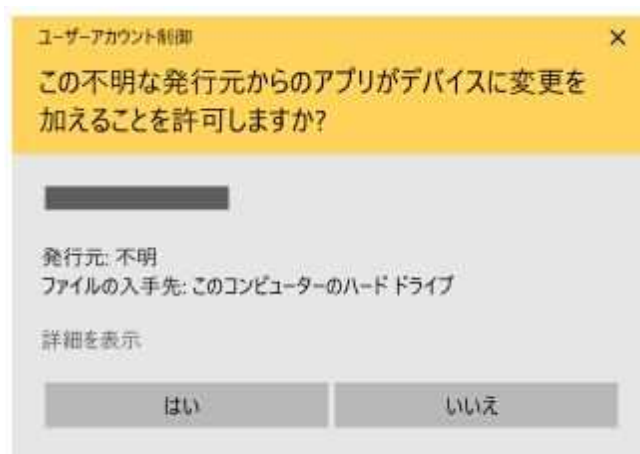 ユーザーアカウント制御
この不明な発行元からのアプリがデバイスに変更を
加えることを許可しますか?
発行元: 不明
ファイルの入手先: このコンピューターのハード ドライブ
詳細を表示
はい
いいえ